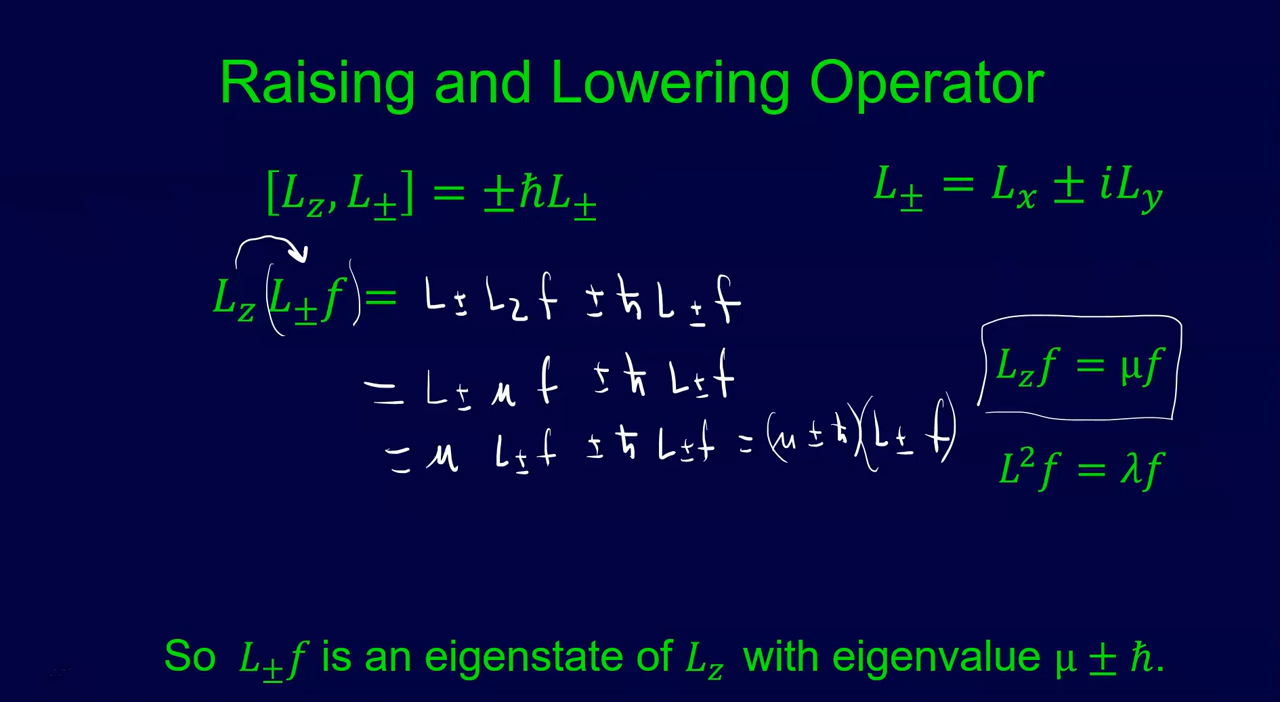 Raising and Lowering Operator
[L_z, L_±] = ±ħL_±
L_± = L_x ± iL_y
L_z(L_±f) = L_± L_z f ± ħ L_± f
= L_± μ f ± ħ L_± f
= μ L_± f ± ħ L_± f = (μ ± ħ)(L_± f)
L_z f = μf
L²f = λf
So L_±f is an eigenstate of L_z with eigenvalue μ ± ħ.